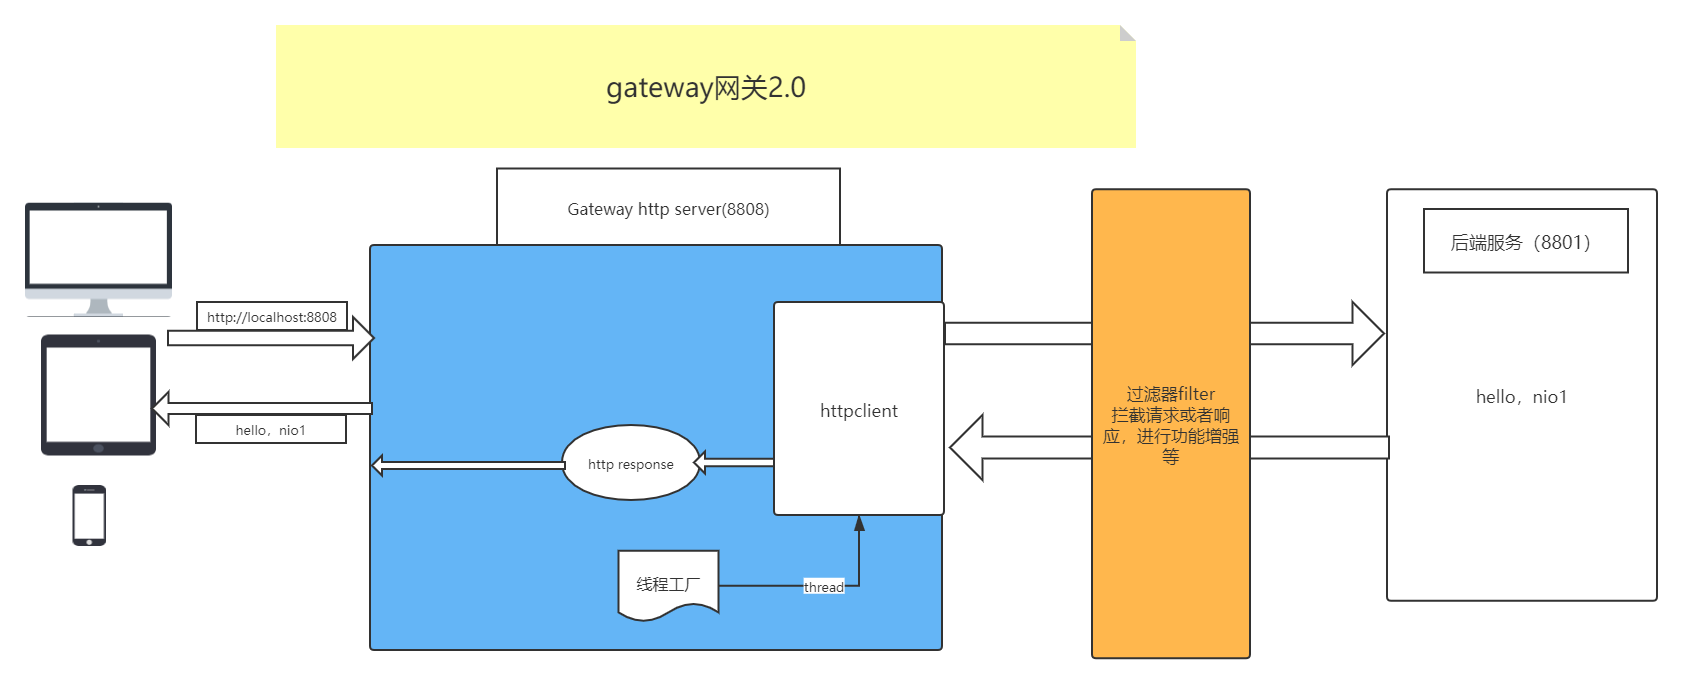 gateway网关2.0
Gateway http server(8808)
后端服务（8801）
http://localhost:8808
hello，nio1
httpclient
http response
线程工厂
thread
过滤器filter
拦截请求或者响
应，进行功能增强
等
hello，nio1